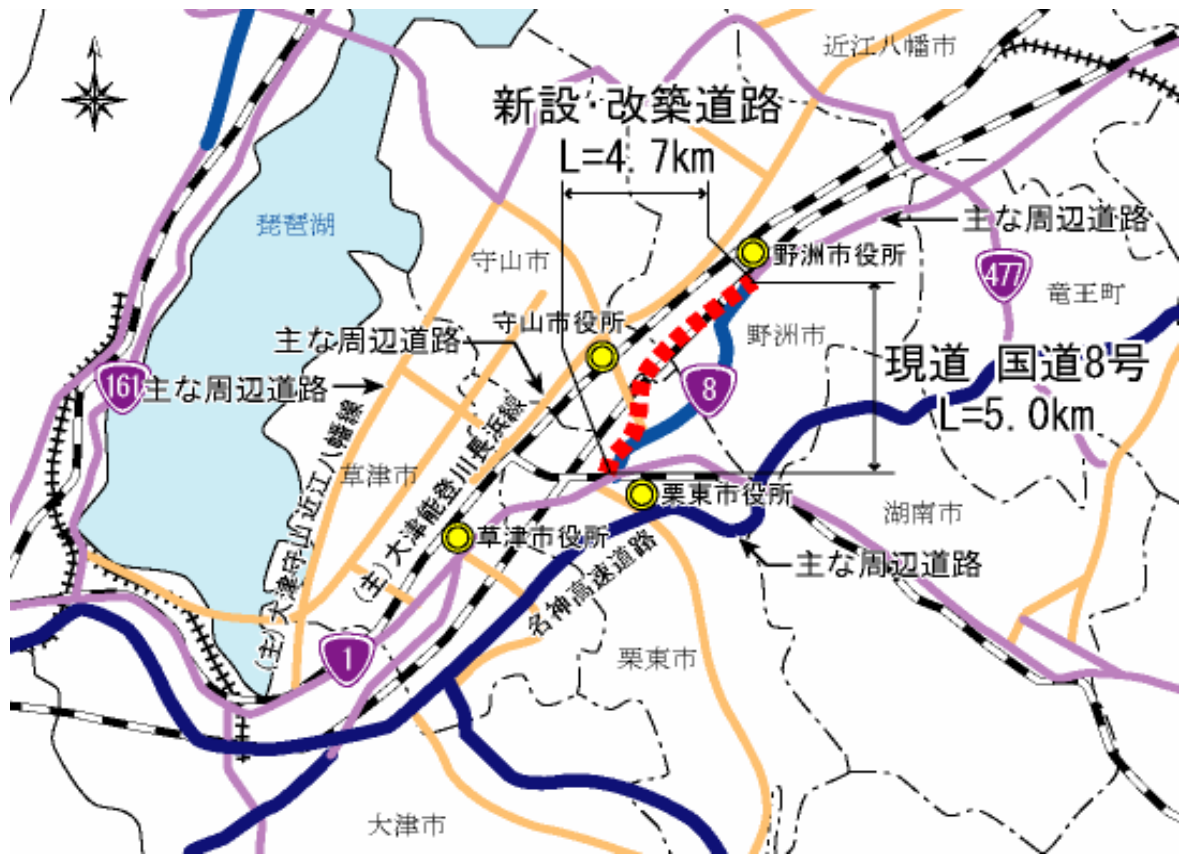 近江八幡市
新設・改築道路
L=4.7km
琵琶湖
主な周辺道路
守山市
野洲市役所
477
竜王町
守山市役所
野洲市
主な周辺道路
現道 国道8号
161
主な周辺道路
8
L=5.0km
(主)大津守山近江八幡線
(主)大津能登川長浜線
草津市
栗東市役所
湖南市
草津市役所
主な周辺道路
名神高速道路
1
栗東市
大津市